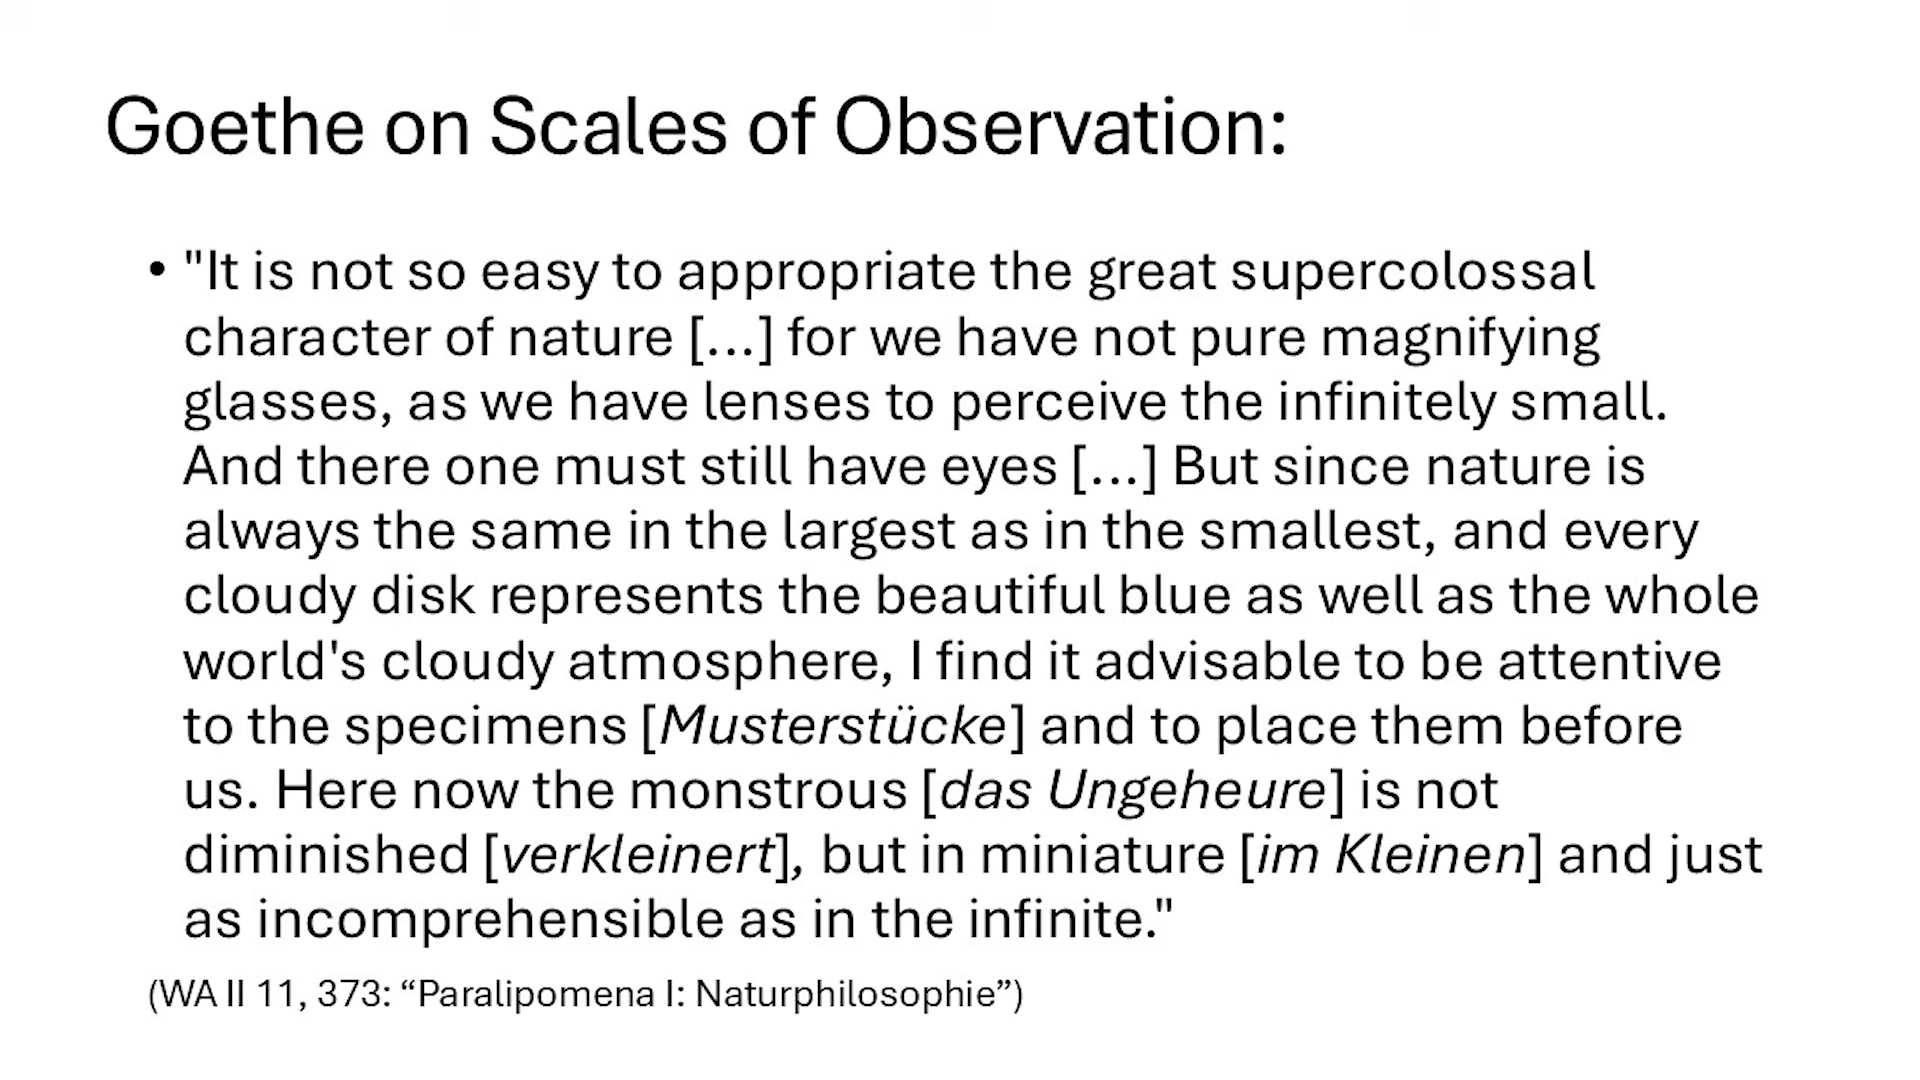 Goethe on Scales of Observation:
• "It is not so easy to appropriate the great supercolossal
character of nature [...] for we have not pure magnifying
glasses, as we have lenses to perceive the infinitely small.
And there one must still have eyes [...] But since nature is
always the same in the largest as in the smallest, and every
cloudy disk represents the beautiful blue as well as the whole
world's cloudy atmosphere, I find it advisable to be attentive
to the specimens [Musterstücke] and to place them before
us. Here now the monstrous [das Ungeheure] is not
diminished [verkleinert], but in miniature [im Kleinen] and just
as incomprehensible as in the infinite."
(WA II 11, 373: “Paralipomena I: Naturphilosophie”)